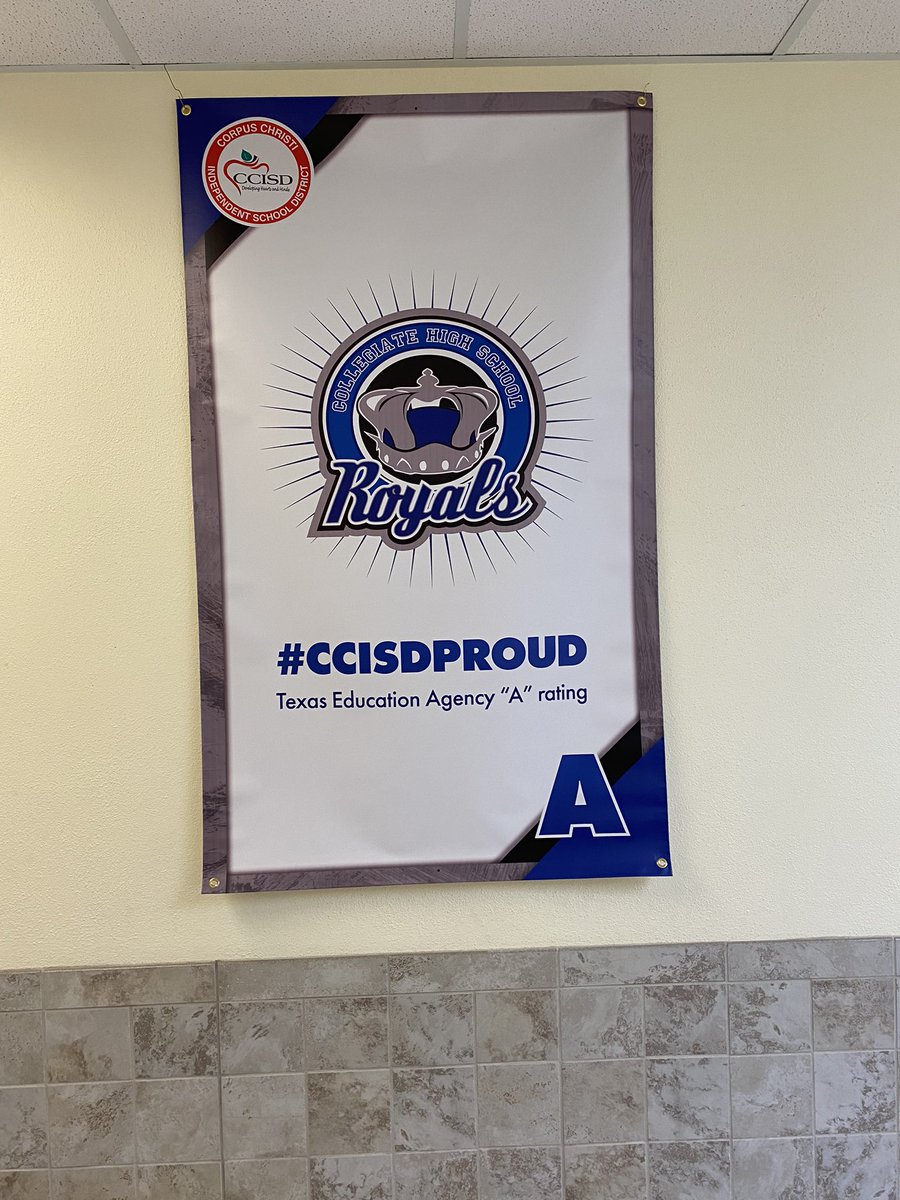 CORPUS CHRISTI
CCISD
Developing Hearts and Minds
INDEPENDENT SCHOOL DISTRICT
COLLEGIATE HIGH SCHOOL
Royals
#CCISDPROUD
Texas Education Agency “A” rating
A